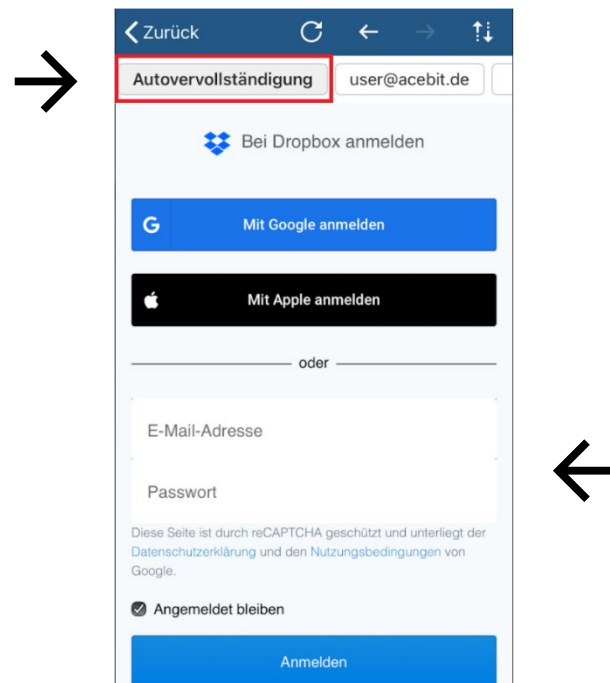 Zurück
Autovervollständigung user@acebit.de
Bei Dropbox anmelden
G Mit Google anmelden
Mit Apple anmelden
oder
E-Mail-Adresse
Passwort
Diese Seite ist durch reCAPTCHA geschützt und unterliegt der
Datenschutzerklärung und den Nutzungsbedingungen von
Google.
Angemeldet bleiben
Anmelden